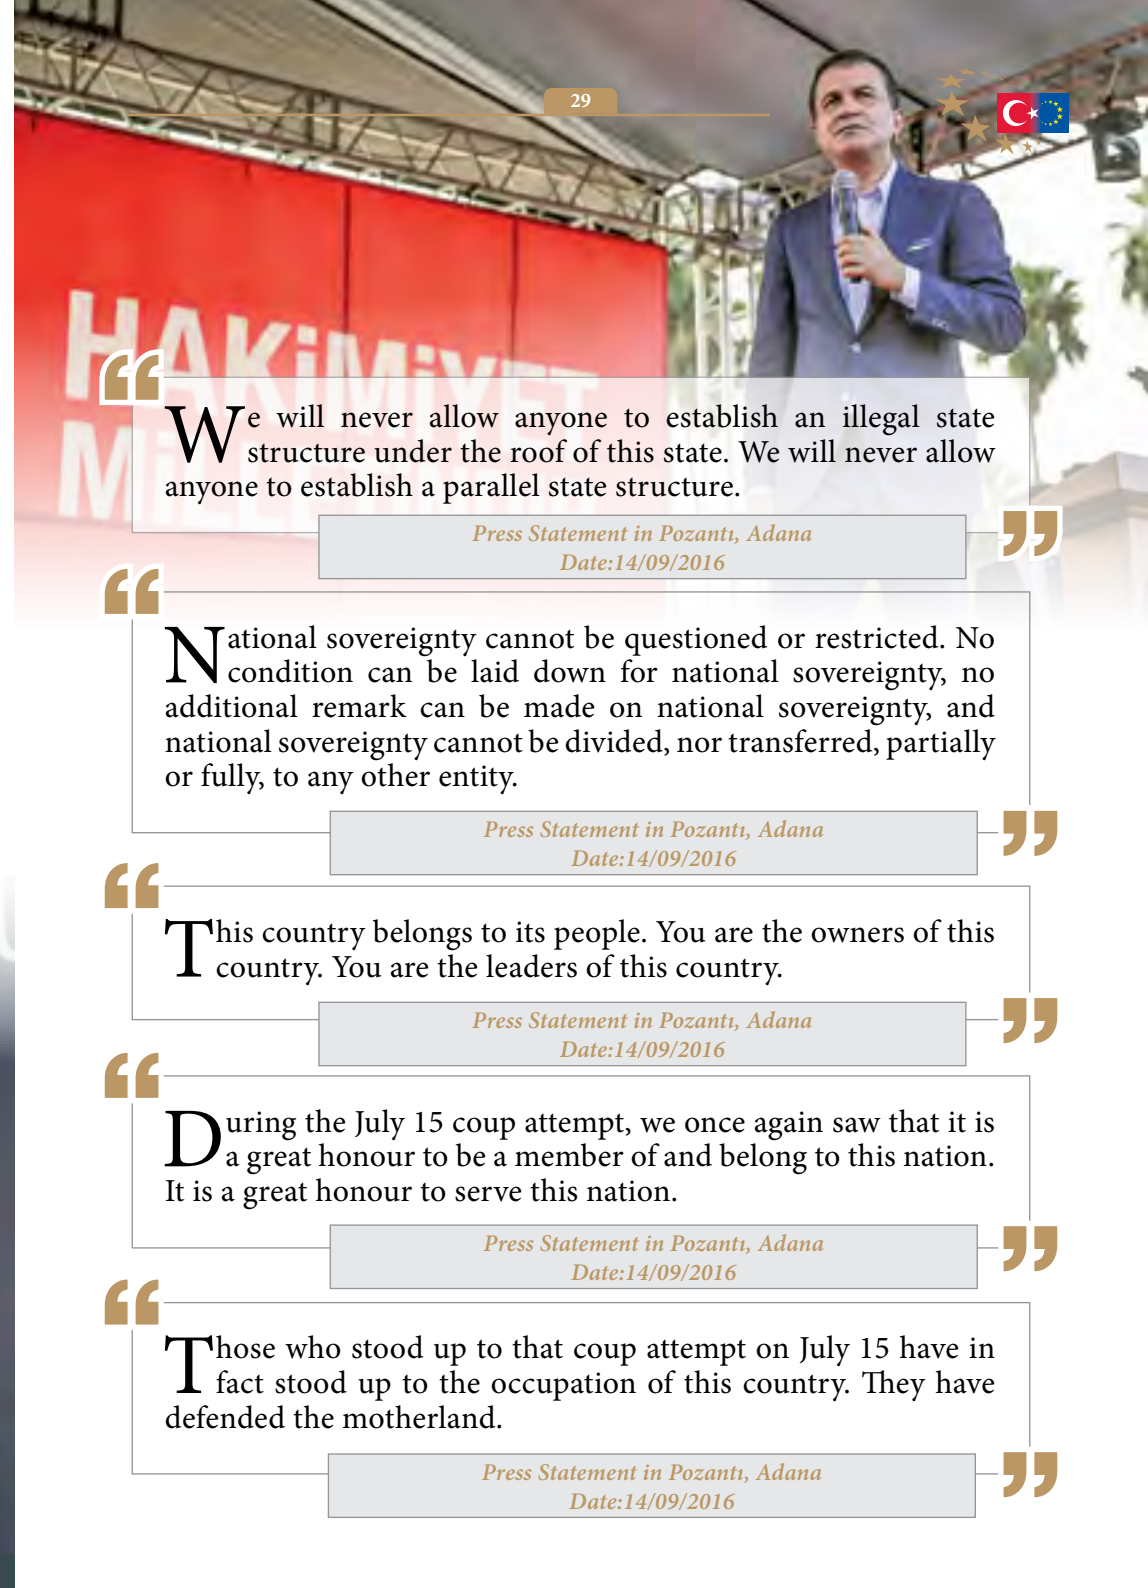 29
HAKİMİYET
MİLLETİNDİR
We will never allow anyone to establish an illegal state
structure under the roof of this state. We will never allow
anyone to establish a parallel state structure.
Press Statement in Pozantı, Adana
Date:14/09/2016
National sovereignty cannot be questioned or restricted. No
condition can be laid down for national sovereignty, no
additional remark can be made on national sovereignty, and
national sovereignty cannot be divided, nor transferred, partially
or fully, to any other entity.
Press Statement in Pozantı, Adana
Date:14/09/2016
This country belongs to its people. You are the owners of this
country. You are the leaders of this country.
Press Statement in Pozantı, Adana
Date:14/09/2016
During the July 15 coup attempt, we once again saw that it is
a great honour to be a member of and belong to this nation.
It is a great honour to serve this nation.
Press Statement in Pozantı, Adana
Date:14/09/2016
Those who stood up to that coup attempt on July 15 have in
fact stood up to the occupation of this country. They have
defended the motherland.
Press Statement in Pozantı, Adana
Date:14/09/2016